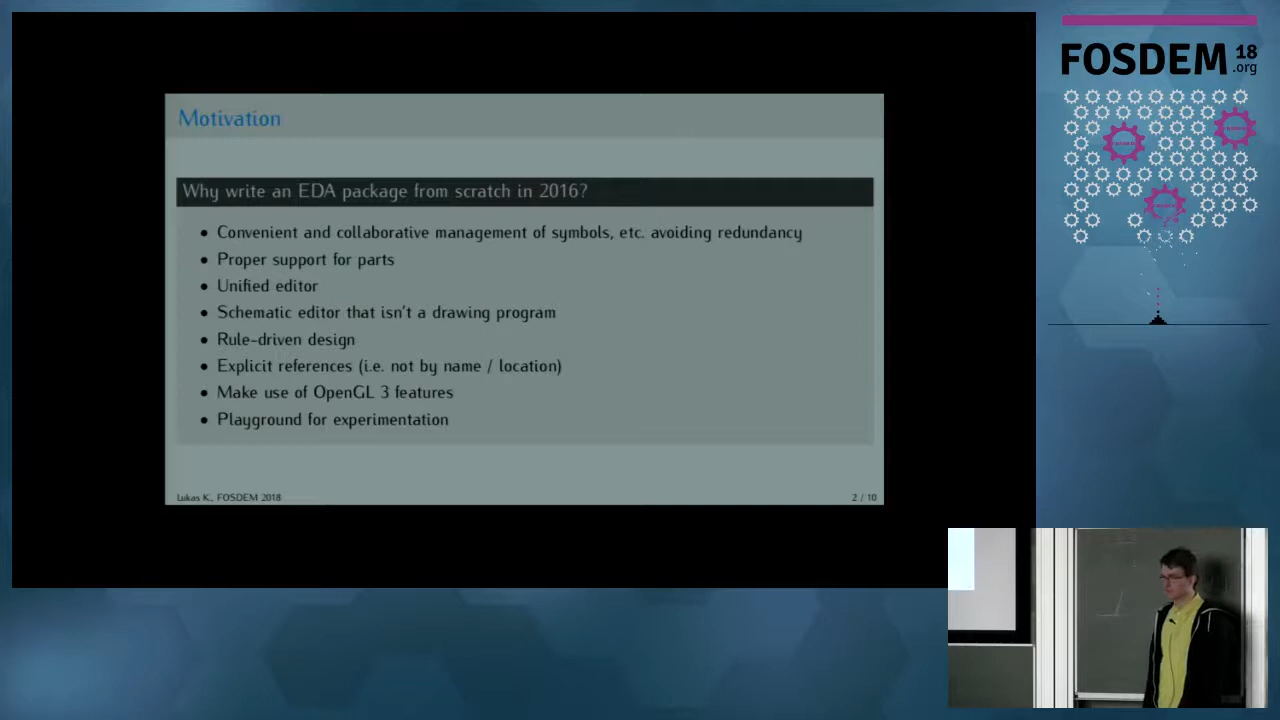 Motivation
Why write an EDA package from scratch in 2016?
• Convenient and collaborative management of symbols, etc. avoiding redundancy
• Proper support for parts
• Unified editor
• Schematic editor that isn't a drawing program
• Rule-driven design
• Explicit references (i.e. not by name / location)
• Make use of OpenGL 3 features
• Playground for experimentation
Lukas K., FOSDEM 2018
2 / 10
FOSDEM 18
.org